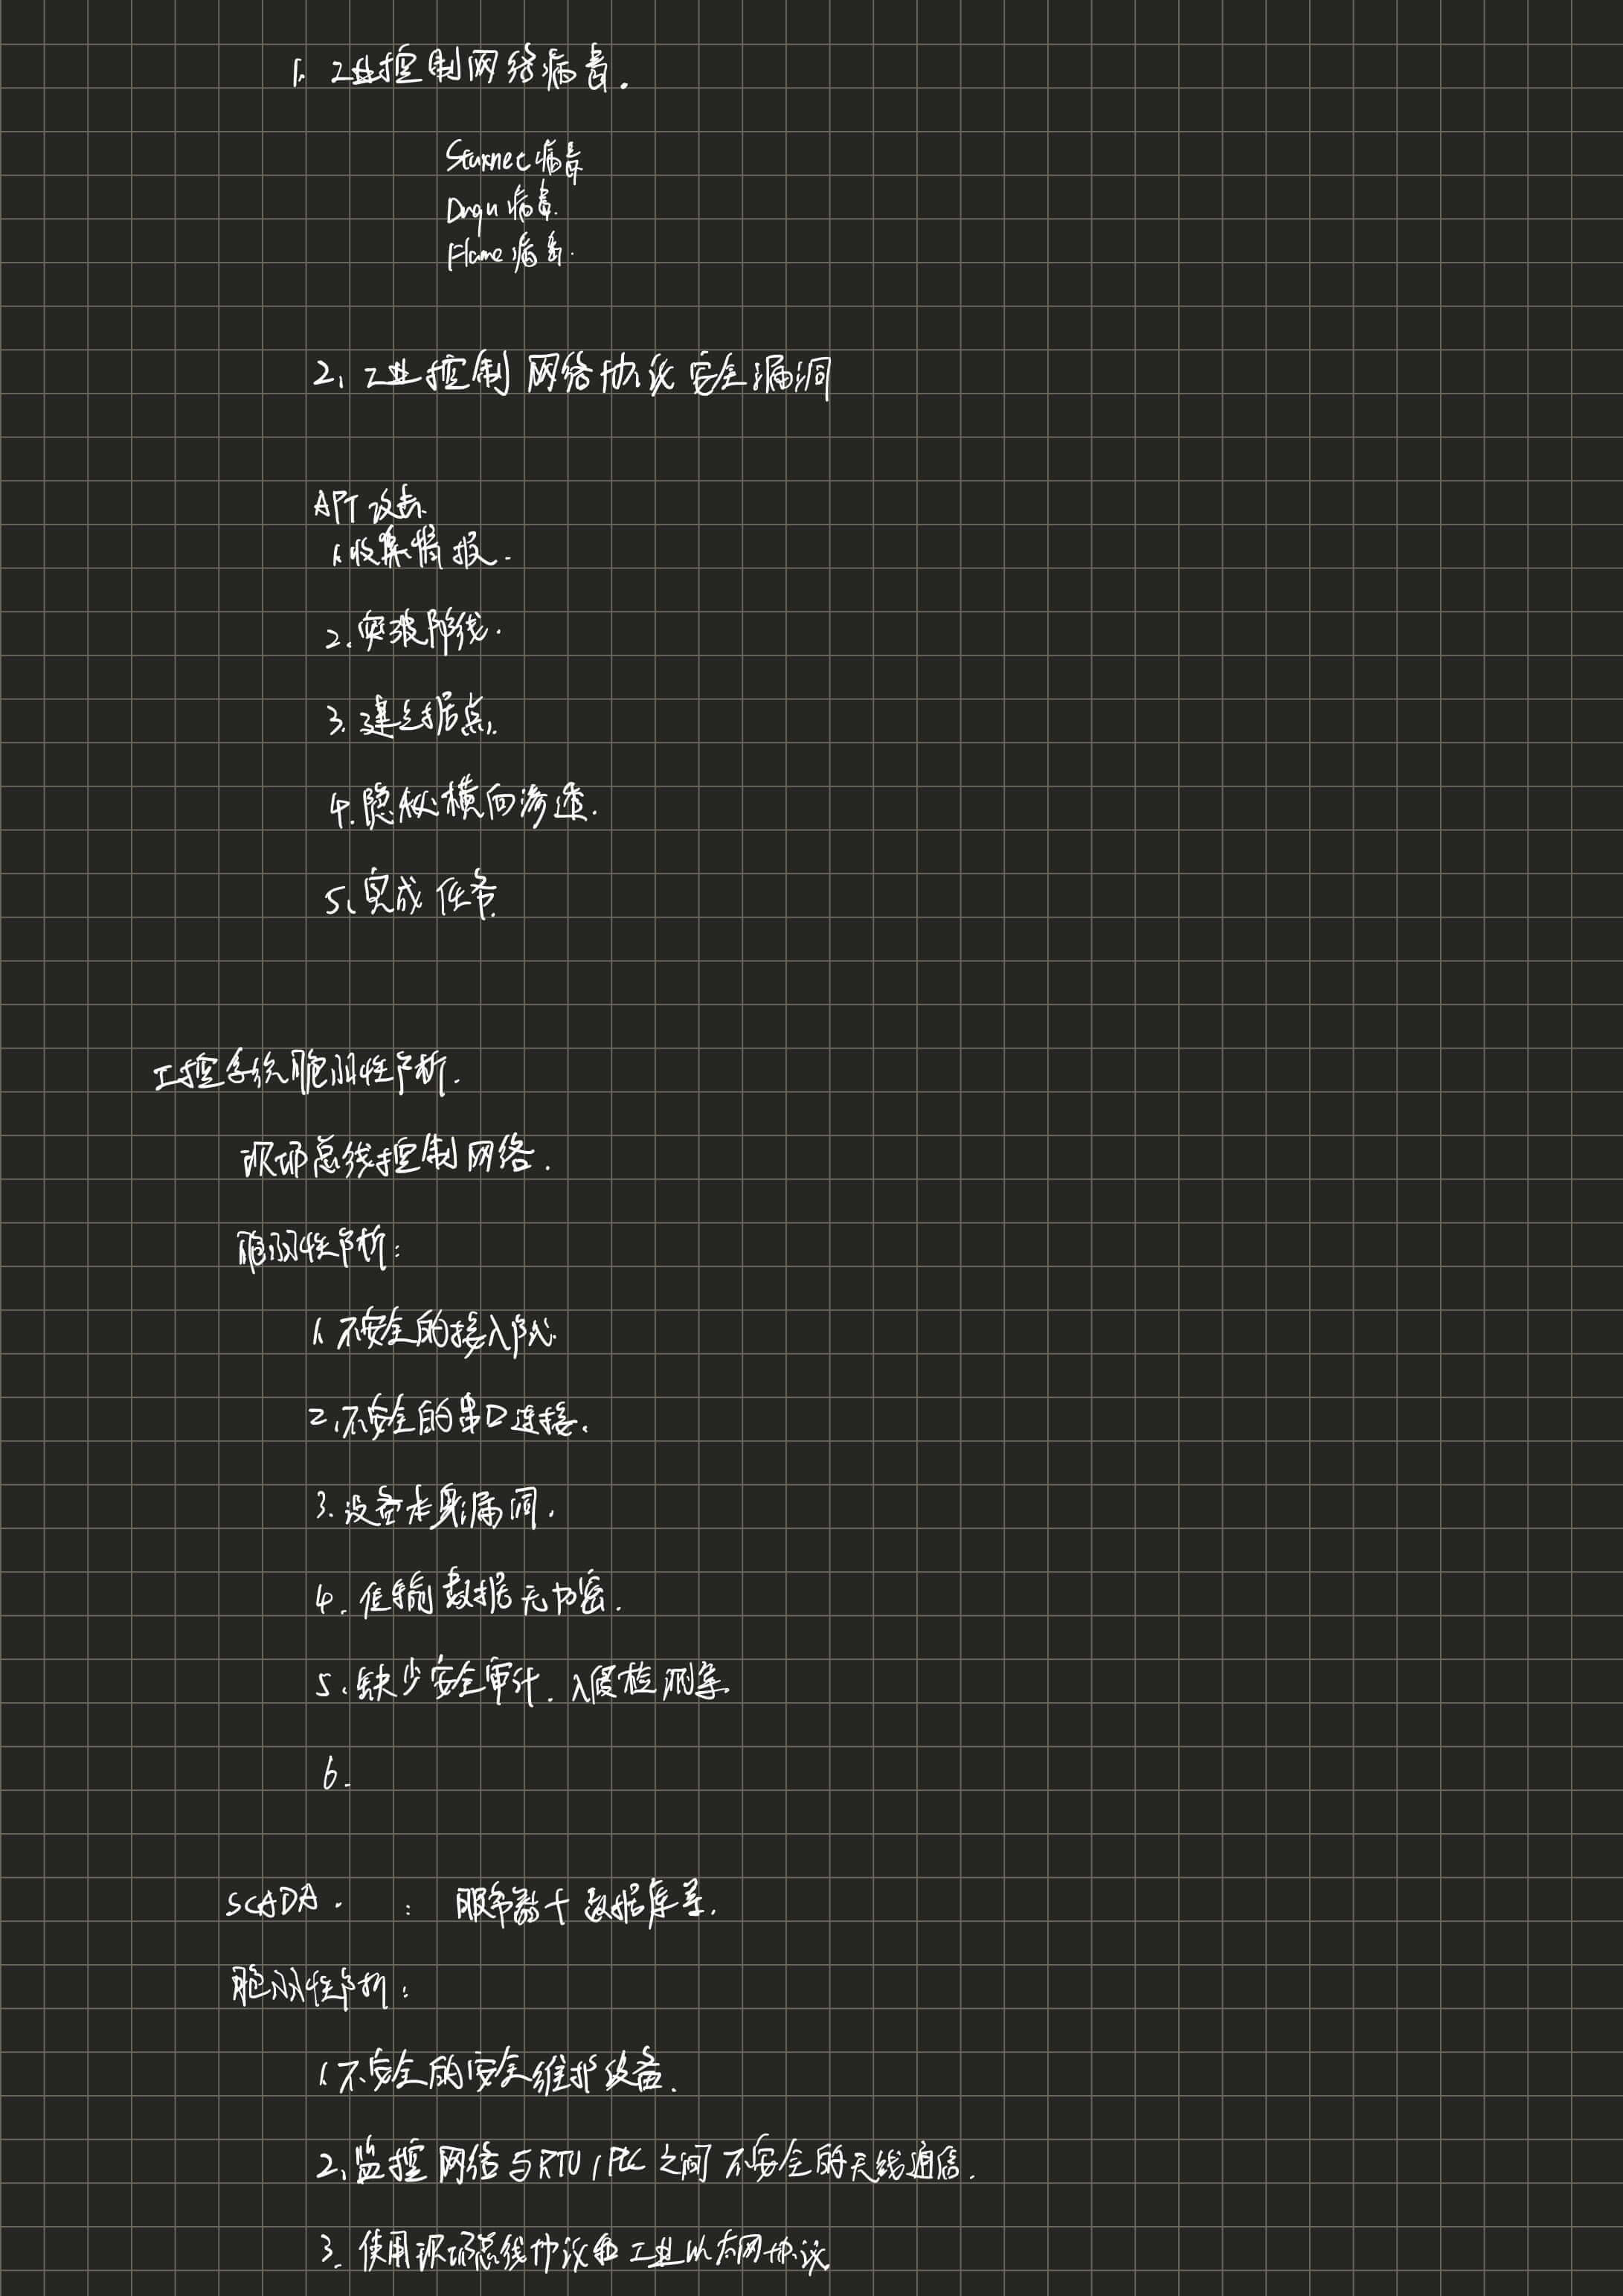 1. 工业控制网络病毒.
Stuxnet 病毒
Duqu 病毒.
Flame 病毒.
2. 工业控制网络协议安全漏洞
APT 攻击.
1. 收集情报.
2. 突破防线.
3. 建立据点.
4. 隐秘横向渗透.
5. 完成任务.
工控系统脆弱性分析.
现场总线控制网络.
脆弱性分析:
1. 不安全的接入方式.
2. 不安全的串口连接.
3. 设备本身漏洞.
4. 传输数据无加密.
5. 缺少安全审计. 入侵检测等.
6.
SCADA. : 服务器+数据库等.
脆弱性分析:
1. 不安全的安全维护设备.
2. 监控网络与RTU/PLC之间不安全的无线通信.
3. 使用现场总线协议和工业以太网协议.